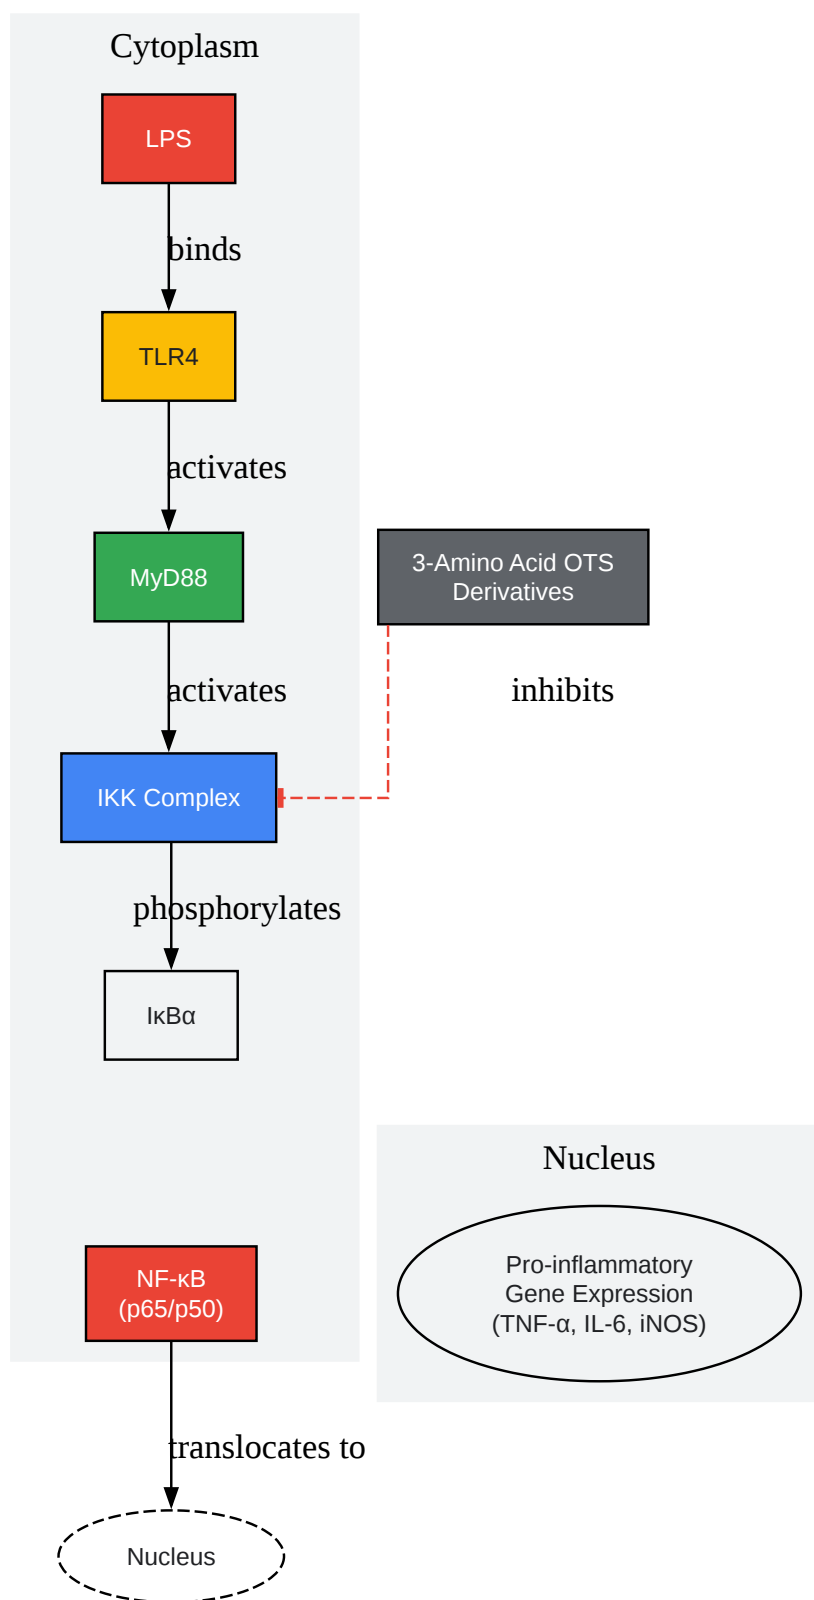 Cytoplasm
LPS
binds
TLR4
activates
MyD88
3-Amino Acid OTS
Derivatives
activates
inhibits
IKK Complex
phosphorylates
IκBα
Nucleus
NF-κB
(p65/p50)
Pro-inflammatory
Gene Expression
(TNF-α, IL-6, iNOS)
translocates to
Nucleus